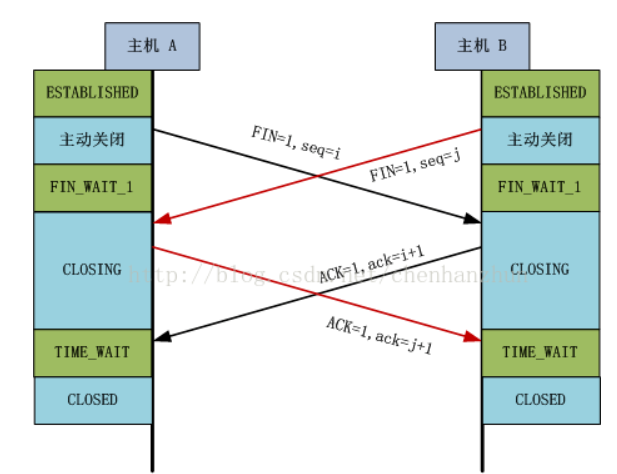 主机 A
主机 B
ESTABLISHED
ESTABLISHED
主动关闭
主动关闭
FIN=1,seq=i
FIN=1,seq=j
FIN_WAIT_1
FIN_WAIT_1
CLOSING
CLOSING
http://blog.csdn.net/chenhanzhun
ACK=1,ack=i+1
ACK=1,ack=j+1
TIME_WAIT
TIME_WAIT
CLOSED
CLOSED